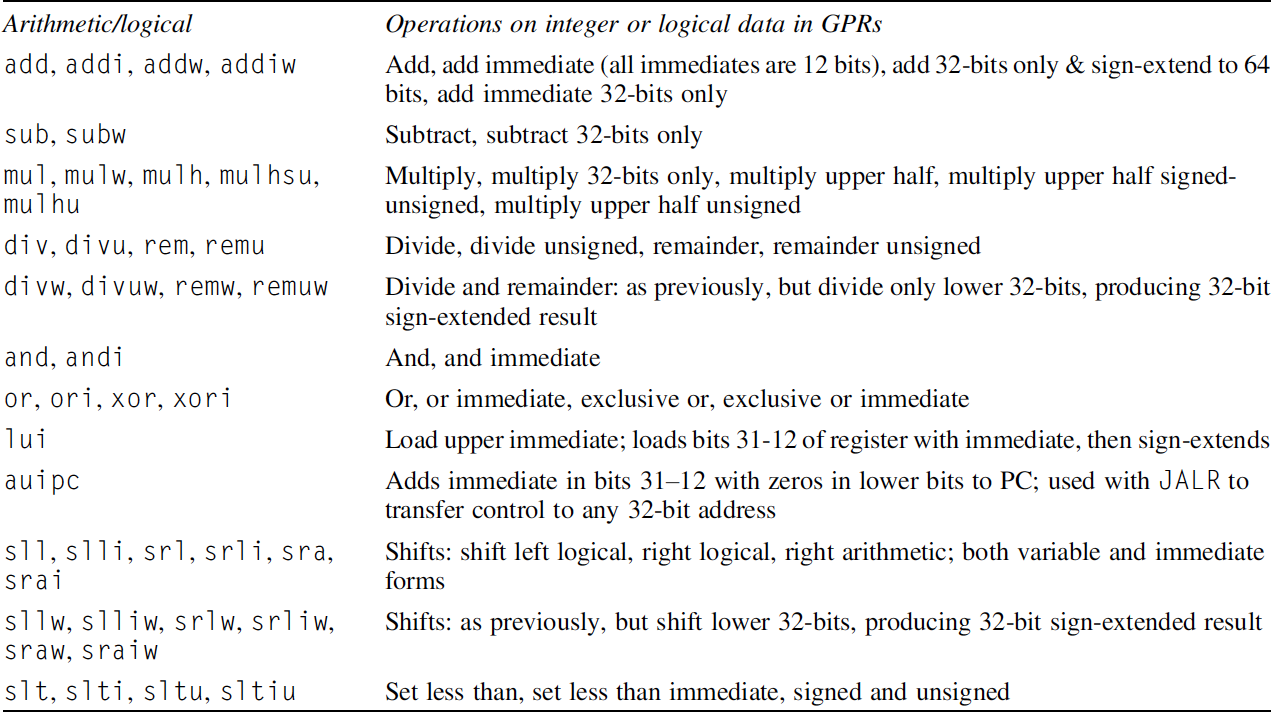 Arithmetic/logical Operations on integer or logical data in GPRs
add, addi, addw, addiw Add, add immediate (all immediates are 12 bits), add 32-bits only & sign-extend to 64
bits, add immediate 32-bits only
sub, subw Subtract, subtract 32-bits only
mul, mulw, mulh, mulhsu, Multiply, multiply 32-bits only, multiply upper half, multiply upper half signed-
mulhu unsigned, multiply upper half unsigned
div, divu, rem, remu Divide, divide unsigned, remainder, remainder unsigned
divw, divuw, remw, remuw Divide and remainder: as previously, but divide only lower 32-bits, producing 32-bit
sign-extended result
and, andi And, and immediate
or, ori, xor, xori Or, or immediate, exclusive or, exclusive or immediate
lui Load upper immediate; loads bits 31-12 of register with immediate, then sign-extends
auipc Adds immediate in bits 31–12 with zeros in lower bits to PC; used with JALR to
transfer control to any 32-bit address
sll, slli, srl, srli, sra, Shifts: shift left logical, right logical, right arithmetic; both variable and immediate
srai forms
sllw, slliw, srlw, srliw, Shifts: as previously, but shift lower 32-bits, producing 32-bit sign-extended result
sraw, sraiw
slt, slti, sltu, sltiu Set less than, set less than immediate, signed and unsigned